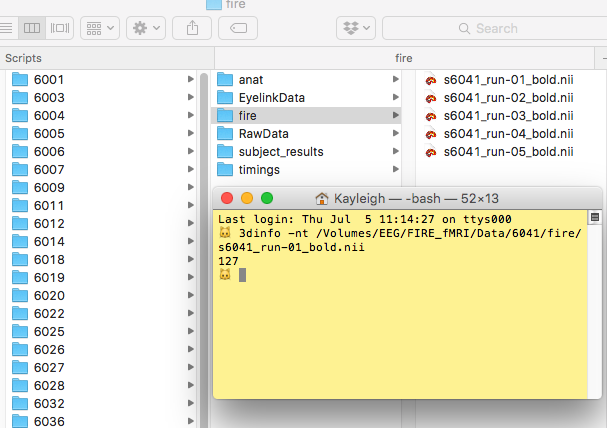 fire
Search
Scripts
fire
6001
6003
6004
6005
6006
6007
6009
6011
6012
6014
6018
6019
6020
6022
6025
6026
6027
6028
6032
6036
anat
EyelinkData
fire
RawData
subject_results
timings
s6041_run-01_bold.nii
s6041_run-02_bold.nii
s6041_run-03_bold.nii
s6041_run-04_bold.nii
s6041_run-05_bold.nii
Kayleigh — -bash — 52×13
Last login: Thu Jul  5 11:14:27 on ttys000
🐱 3dinfo -nt /Volumes/EEG/FIRE_fMRI/Data/6041/fire/
s6041_run-01_bold.nii
127
🐱